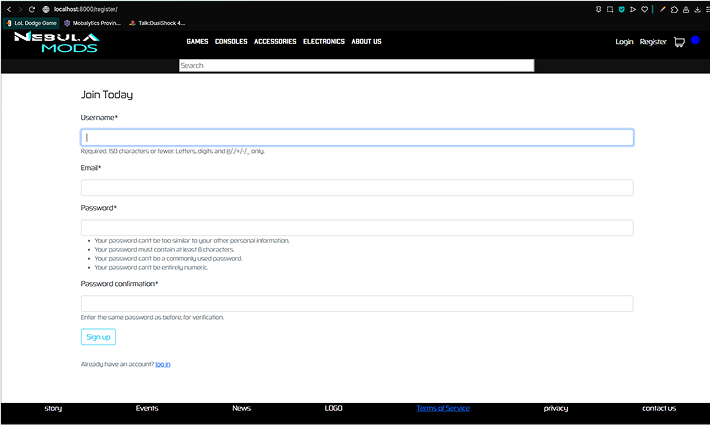 localhost:8000/register/
LoL Dodge Game
Mobalytics Provin...
Talk:DualShock 4...
NEBULA
MODS
GAMES CONSOLES ACCESSORIES ELECTRONICS ABOUT US
Login Register
Search
Join Today
Username*
Required. 150 characters or fewer. Letters, digits and @/./+/-/_ only.
Email*
Password*
Your password can't be too similar to your other personal information.
Your password must contain at least 8 characters.
Your password can't be a commonly used password.
Your password can't be entirely numeric.
Password confirmation*
Enter the same password as before, for verification.
Sign up
Already have an account? log in
story Events News LOGO Terms of Service privacy contact us